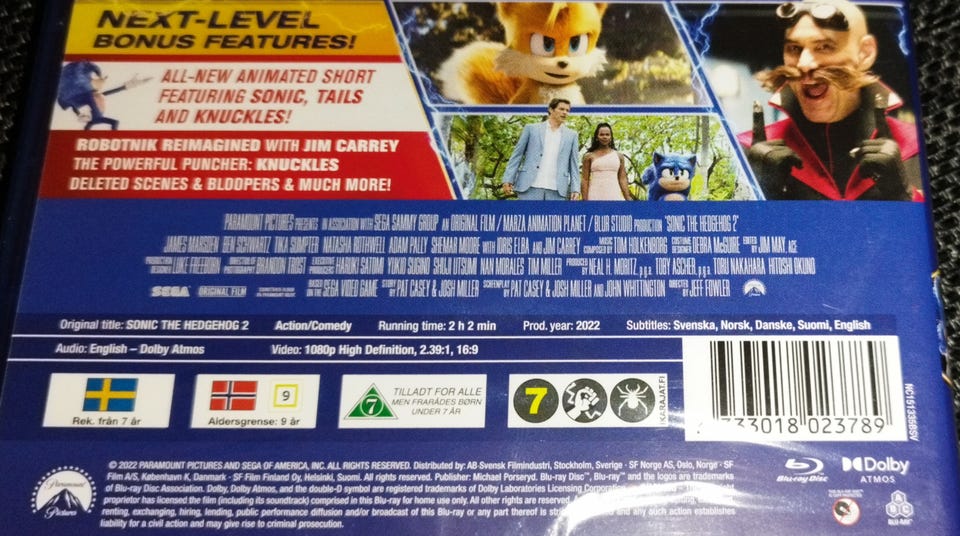 NEXT-LEVEL
BONUS FEATURES!
ALL-NEW ANIMATED SHORT
FEATURING SONIC, TAILS
AND KNUCKLES!
ROBOTNIK REIMAGINED WITH JIM CARREY
THE POWERFUL PUNCHER: KNUCKLES
DELETED SCENES & BLOOPERS & MUCH MORE!
PARAMOUNT PICTURES PRESENTS IN ASSOCIATION WITH SEGA SAMMY GROUP AN ORIGINAL FILM / MARZA ANIMATION PLANET / BLUR STUDIO PRODUCTION "SONIC THE HEDGEHOG 2"
JAMES MARSDEN BEN SCHWARTZ TIKA SUMPTER NATASHA ROTHWELL ADAM PALLY SHEMAR MOORE WITH IDRIS ELBA AND JIM CARREY MUSIC COMPOSED BY TOM HOLKENBORG COSTUME DESIGNER DEBRA McGUIRE EDITED BY JIM MAY, ACE
PRODUCTION DESIGNER LUKE FREEBORN DIRECTOR OF PHOTOGRAPHY BRANDON TROST EXECUTIVE PRODUCERS HARUKI SATOMI YUKIO SUGINO SHUJI UTSUMI NAN MORALES TIM MILLER PRODUCED BY NEAL H. MORITZ, p.g.a. TOBY ASCHER, p.g.a. TORU NAKAHARA HITOSHI OKUNO
SEGA ORIGINAL FILM BASED ON THE SEGA VIDEO GAME STORY BY PAT CASEY & JOSH MILLER SCREENPLAY BY PAT CASEY & JOSH MILLER AND JOHN WHITTINGTON DIRECTED BY JEFF FOWLER
Original title: SONIC THE HEDGEHOG 2 Action/Comedy Running time: 2 h 2 min Prod. year: 2022 Subtitles: Svenska, Norsk, Danske, Suomi, English
Audio: English – Dolby Atmos Video: 1080p High Definition, 2.39:1, 16:9
Rek. från 7 år
9
Aldersgrense: 9 år
7
TILLADT FOR ALLE
MEN FRARÅDES BØRN
UNDER 7 ÅR
7
IKARAJAT.FI
333018 023789
NO151335BSV
Paramount
Pictures
© 2022 PARAMOUNT PICTURES AND SEGA OF AMERICA, INC. ALL RIGHTS RESERVED. Distributed by: AB Svensk Filmindustri, Stockholm, Sverige · SF Norge AS, Oslo, Norge · SF
Film A/S, København K, Danmark · SF Film Finland Oy, Helsinki, Suomi. All rights reserved. Publisher: Michael Porseryd. Blu-ray Disc™, Blu-ray™ and the logos are trademarks
of Blu-ray Disc Association. Dolby, Dolby Atmos, and the double-D symbol are registered trademarks of Dolby Laboratories Licensing Corporation
proprietor has licensed the film (including its soundtrack) comprised in this Blu-ray for home use only. All other rights are reserved.
renting, exchanging, hiring, lending, public performance diffusion and/or broadcast of this Blu-ray or any part thereof is and any such action establishes
liability for a civil action and may give rise to criminal prosecution.
Blu-ray Disc
Dolby
ATMOS
A
B C
BLU-RAY™